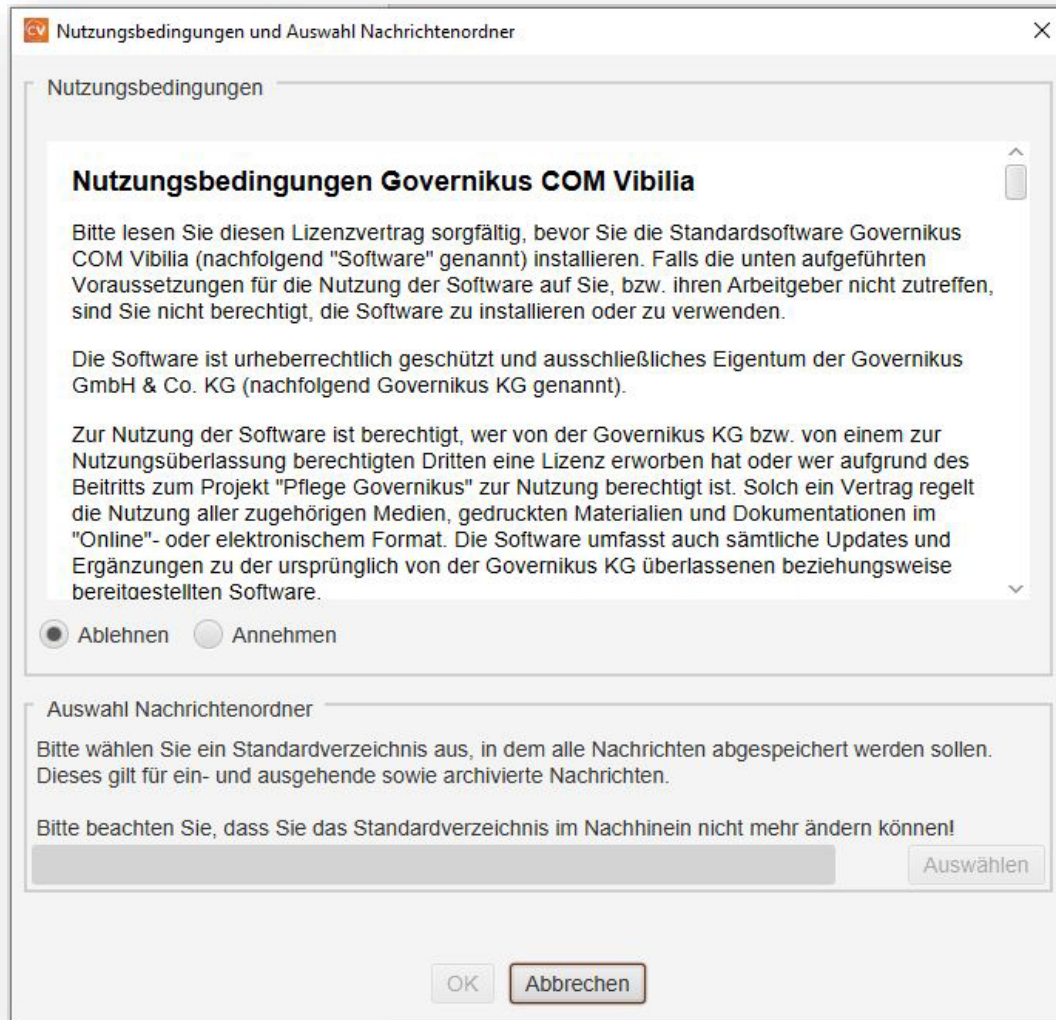 CV Nutzungsbedingungen und Auswahl Nachrichtenordner
Nutzungsbedingungen
Nutzungsbedingungen Governikus COM Vibilia
Bitte lesen Sie diesen Lizenzvertrag sorgfältig, bevor Sie die Standardsoftware Governikus
COM Vibilia (nachfolgend "Software" genannt) installieren. Falls die unten aufgeführten
Voraussetzungen für die Nutzung der Software auf Sie, bzw. ihren Arbeitgeber nicht zutreffen,
sind Sie nicht berechtigt, die Software zu installieren oder zu verwenden.
Die Software ist urheberrechtlich geschützt und ausschließliches Eigentum der Governikus
GmbH & Co. KG (nachfolgend Governikus KG genannt).
Zur Nutzung der Software ist berechtigt, wer von der Governikus KG bzw. von einem zur
Nutzungsüberlassung berechtigten Dritten eine Lizenz erworben hat oder wer aufgrund des
Beitritts zum Projekt "Pflege Governikus" zur Nutzung berechtigt ist. Solch ein Vertrag regelt
die Nutzung aller zugehörigen Medien, gedruckten Materialien und Dokumentationen im
"Online"- oder elektronischem Format. Die Software umfasst auch sämtliche Updates und
Ergänzungen zu der ursprünglich von der Governikus KG überlassenen beziehungsweise
bereitgestellten Software.
Ablehnen Annehmen
Auswahl Nachrichtenordner
Bitte wählen Sie ein Standardverzeichnis aus, in dem alle Nachrichten abgespeichert werden sollen.
Dieses gilt für ein- und ausgehende sowie archivierte Nachrichten.
Bitte beachten Sie, dass Sie das Standardverzeichnis im Nachhinein nicht mehr ändern können!
Auswählen
OK Abbrechen